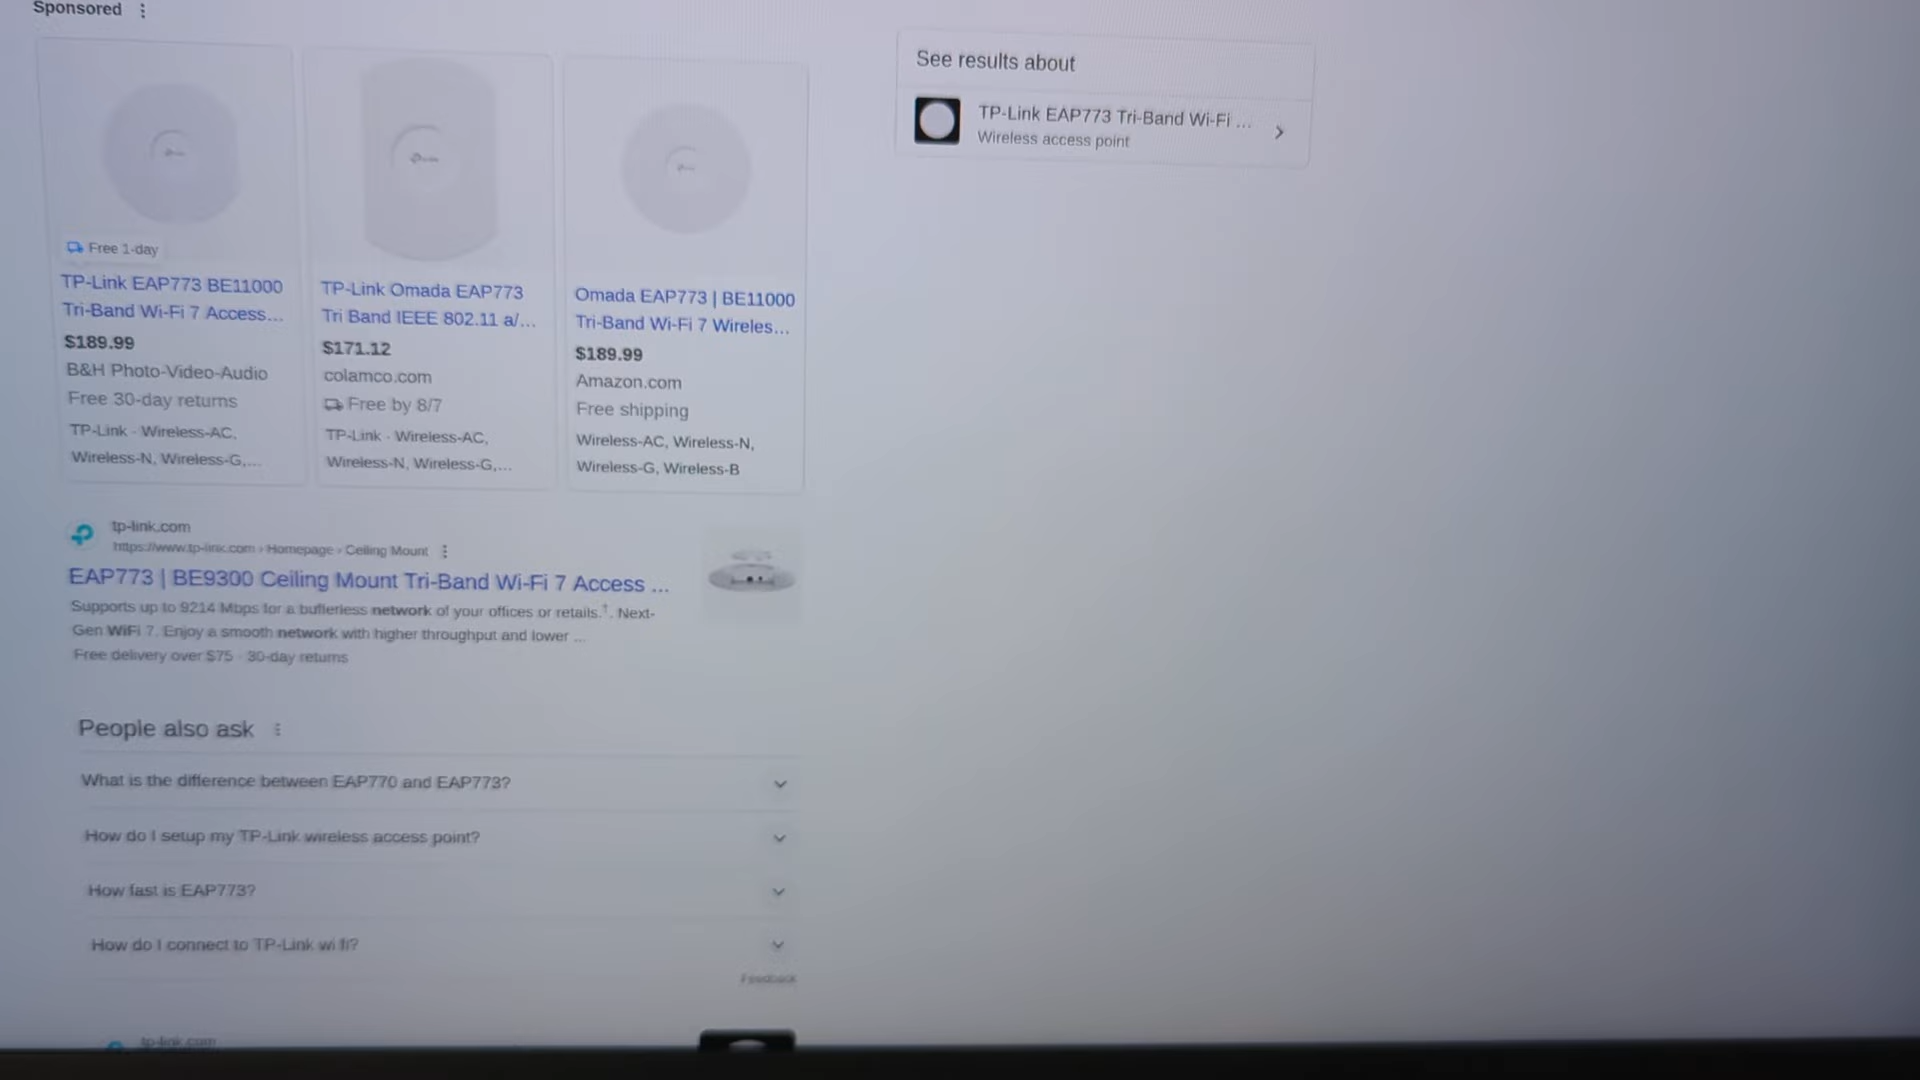 Sponsored
Free 1-day
TP-Link EAP773 BE11000
Tri-Band Wi-Fi 7 Access...
$189.99
B&H Photo-Video-Audio
Free 30-day returns
TP-Link · Wireless-AC,
Wireless-N, Wireless-G,...
TP-Link Omada EAP773
Tri Band IEEE 802.11 a/...
$171.12
colamco.com
Free by 8/7
TP-Link · Wireless-AC,
Wireless-N, Wireless-G,...
Omada EAP773 | BE11000
Tri-Band Wi-Fi 7 Wireles...
$189.99
Amazon.com
Free shipping
Wireless-AC, Wireless-N,
Wireless-G, Wireless-B
See results about
TP-Link EAP773 Tri-Band Wi-Fi ...
Wireless access point
tp-link.com
https://www.tp-link.com › Homepage › Ceiling Mount
EAP773 | BE9300 Ceiling Mount Tri-Band Wi-Fi 7 Access ...
Supports up to 9214 Mbps for a bufferless network of your offices or retails.†. Next-
Gen WiFi 7. Enjoy a smooth network with higher throughput and lower ...
Free delivery over $75 · 30-day returns
People also ask
What is the difference between EAP770 and EAP773?
How do I setup my TP-Link wireless access point?
How fast is EAP773?
How do I connect to TP-Link wi fi?
Feedback
tp-link.com